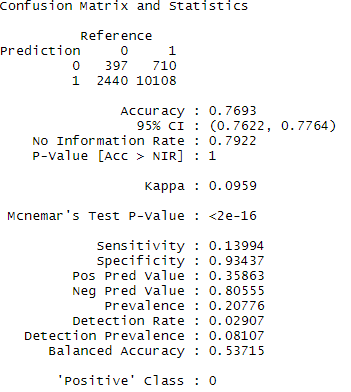 Confusion Matrix and Statistics
Reference
Prediction 0 1
0 397 710
1 2440 10108
Accuracy : 0.7693
95% CI : (0.7622, 0.7764)
No Information Rate : 0.7922
P-Value [Acc > NIR] : 1
Kappa : 0.0959
Mcnemar's Test P-Value : <2e-16
Sensitivity : 0.13994
Specificity : 0.93437
Pos Pred Value : 0.35863
Neg Pred Value : 0.80555
Prevalence : 0.20776
Detection Rate : 0.02907
Detection Prevalence : 0.08107
Balanced Accuracy : 0.53715
'Positive' Class : 0